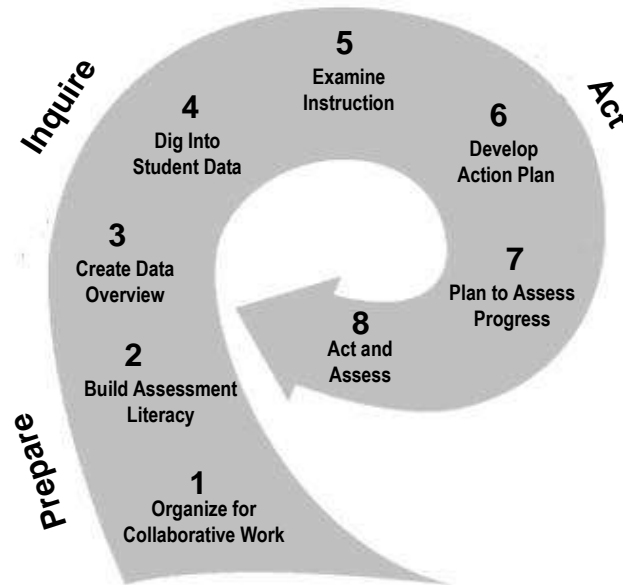 Prepare
1
Organize for
Collaborative Work
2
Build Assessment
Literacy
Inquire
3
Create Data
Overview
4
Dig Into
Student Data
5
Examine
Instruction
Act
6
Develop
Action Plan
7
Plan to Assess
Progress
8
Act and
Assess